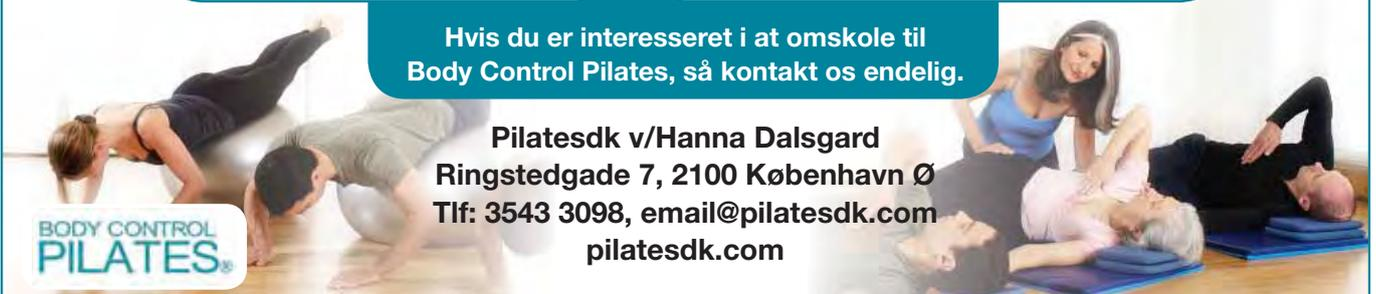 Hvis du er interesseret i at omskole til
Body Control Pilates, så kontakt os endelig.
Pilatesdk v/Hanna Dalsgard
Ringstedgade 7, 2100 København Ø
Tlf: 3543 3098, email@pilatesdk.com
pilatesdk.com
BODY CONTROL
PILATES®